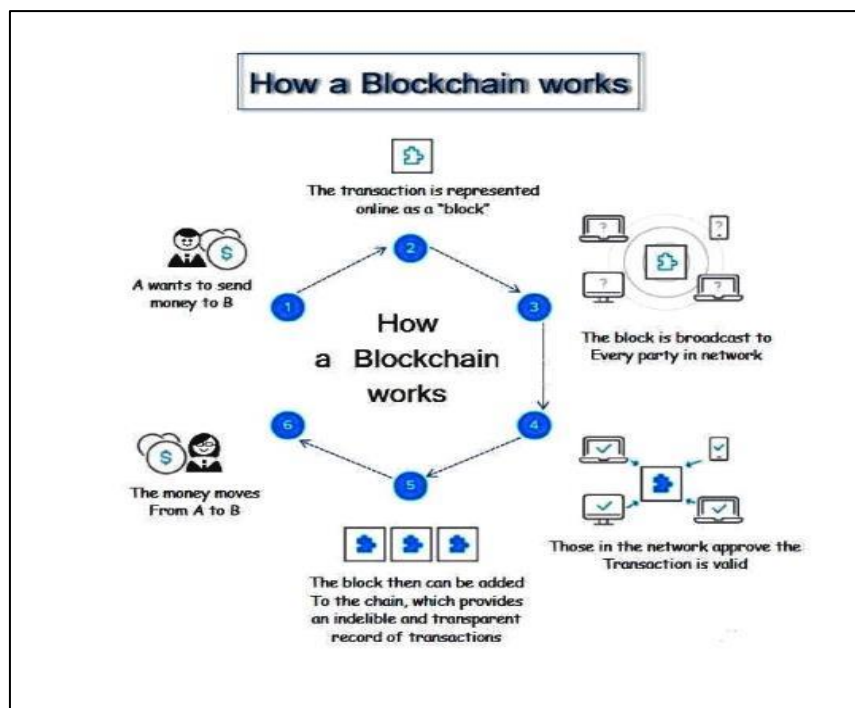 How a Blockchain works
The transaction is represented
online as a "block"
A wants to send
money to B
$
1
2
3
?
?
?
?
The block is broadcast to
Every party in network
How
a Blockchain
works
4
Those in the network approve the
Transaction is valid
5
The block then can be added
To the chain, which provides
an indelible and transparent
record of transactions
6
$
The money moves
From A to B